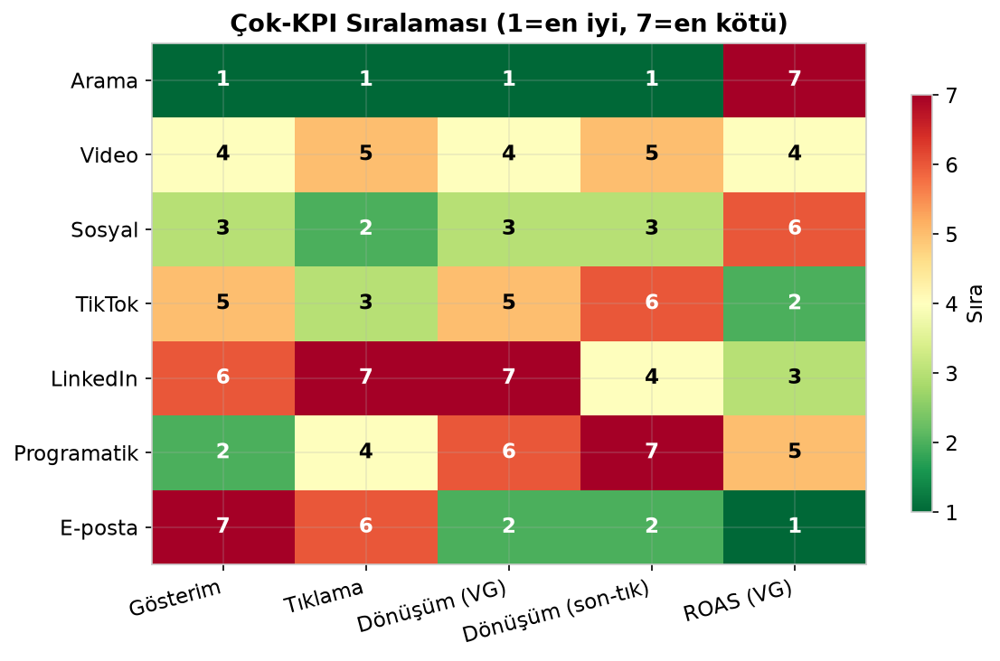 Çok-KPI Sıralaması (1=en iyi, 7=en kötü)
Arama 1 1 1 1 7
Video 4 5 4 5 4
Sosyal 3 2 3 3 6
TikTok 5 3 5 6 2
LinkedIn 6 7 7 4 3
Programatik 2 4 6 7 5
E-posta 7 6 2 2 1
Gösterim Tıklama Dönüşüm (VG) Dönüşüm (son-tık) ROAS (VG)
7
6
5
4
3
2
1
Sıra